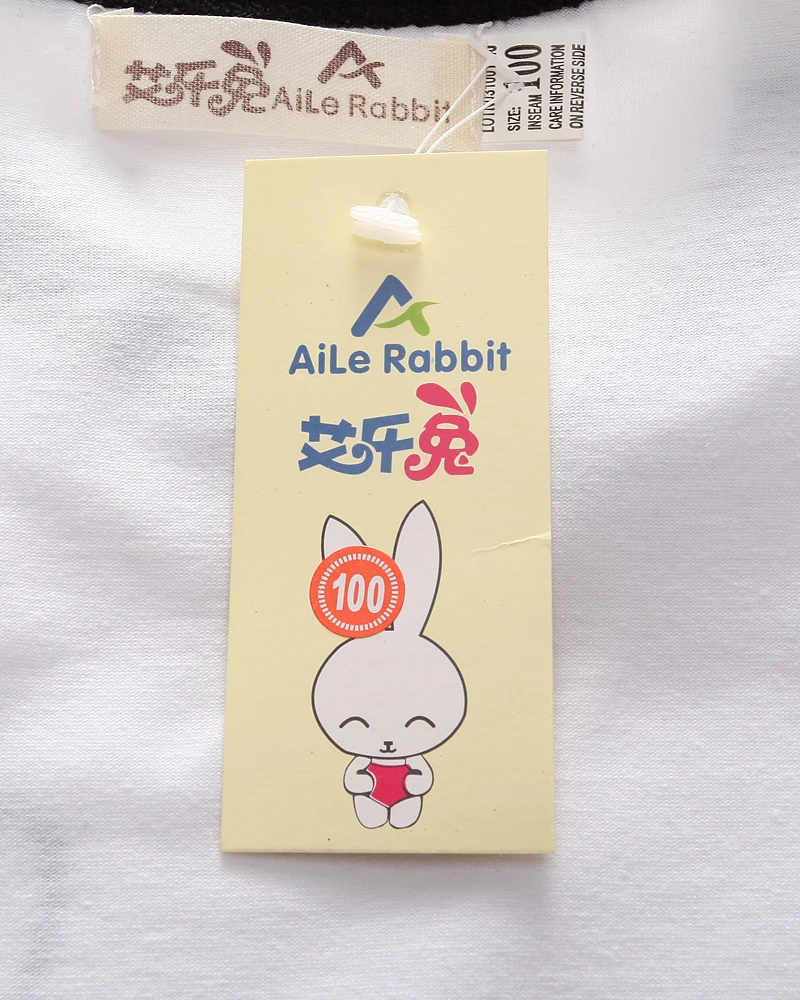 艾乐兔 AiLe Rabbit
SIZE: 100
INSEAM
CARE INFORMATION
ON REVERSE SIDE
AiLe Rabbit
艾乐兔
100